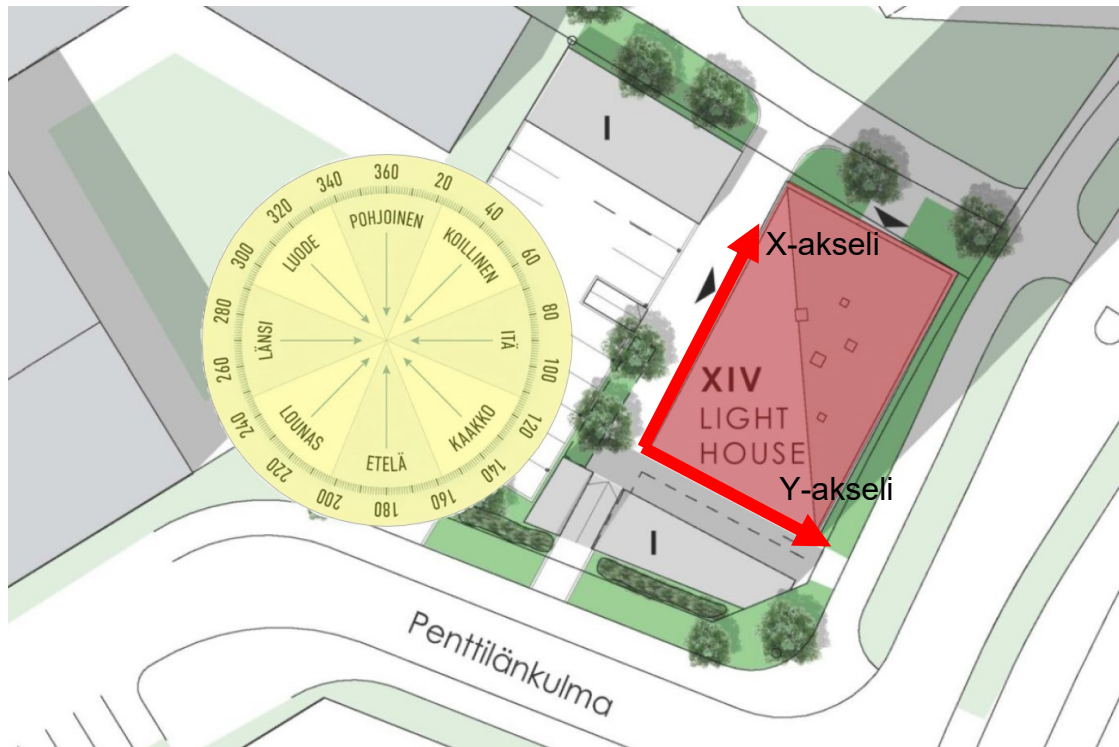 I
360
20
40
60
80
100
120
140
160
180
200
220
240
260
280
300
320
340
POHJOINEN
KOILLINEN
ITÄ
KAAKKO
ETELÄ
LOUNAS
LÄNSI
LUODE
X-akseli
XIV
LIGHT
HOUSE
Y-akseli
I
Penttilänkulma